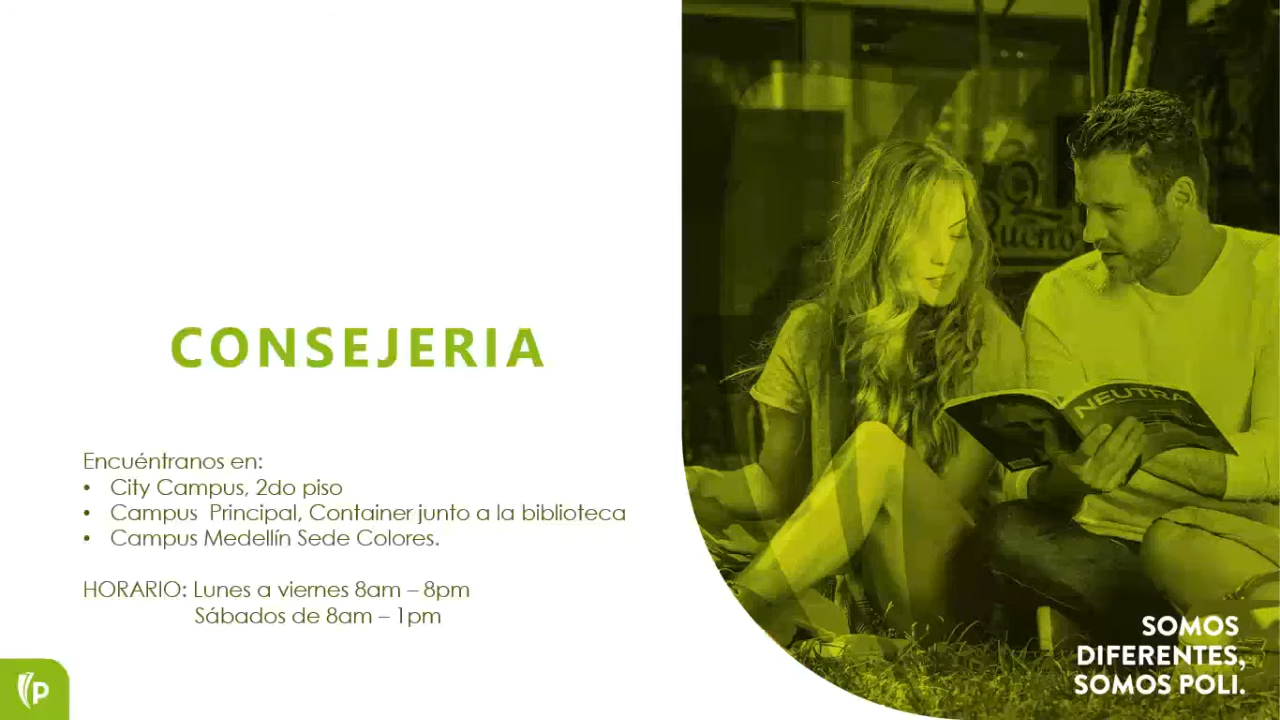 CONSEJERIA
Encuéntranos en:
• City Campus, 2do piso
• Campus Principal, Container junto a la biblioteca
• Campus Medellín Sede Colores.
HORARIO: Lunes a viernes 8am – 8pm
Sábados de 8am – 1pm
p
Bueno
NEUTRA
SOMOS
DIFERENTES,
SOMOS POLI.